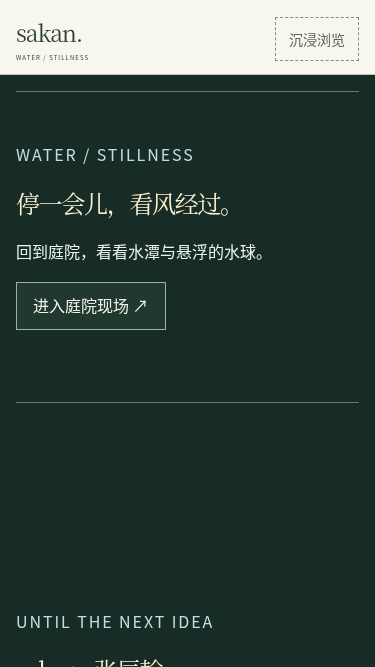 sakan.
WATER / STILLNESS
沉浸浏览
WATER / STILLNESS
停一会儿，看风经过。
回到庭院，看看水潭与悬浮的水球。
进入庭院现场 ↗
UNTIL THE NEXT IDEA